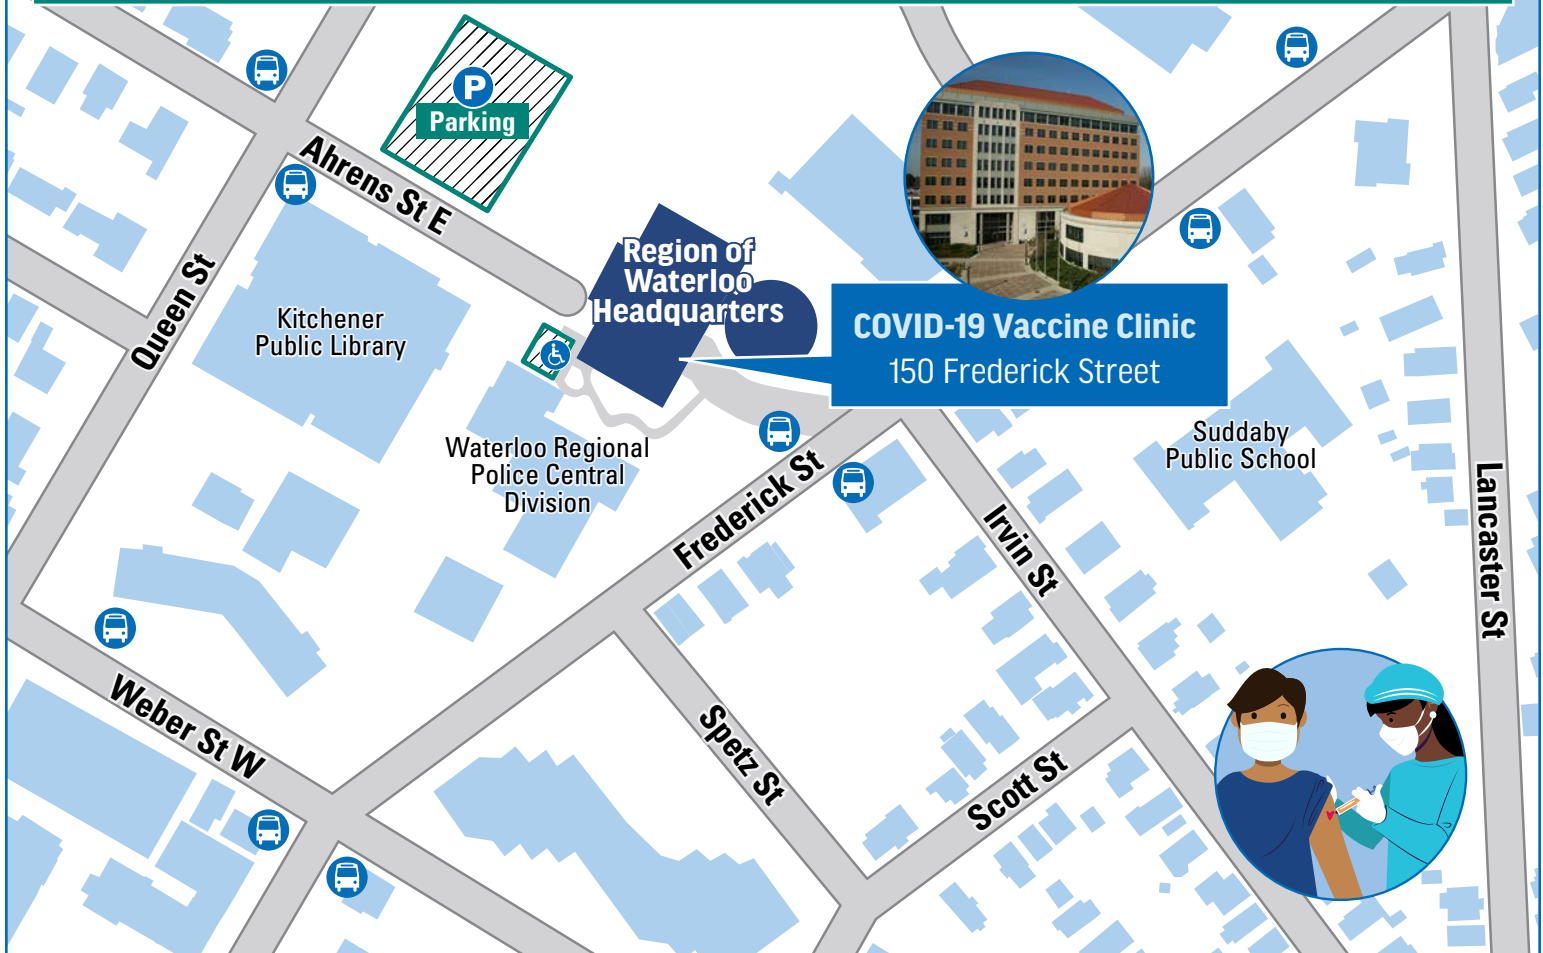 P
Parking
Ahrens St E
Queen St
Region of
Waterloo
Headquarters
Kitchener
Public Library
COVID-19 Vaccine Clinic
150 Frederick Street
Waterloo Regional
Police Central
Division
Suddaby
Public School
Frederick St
Irvin St
Lancaster St
Weber St W
Spetz St
Scott St